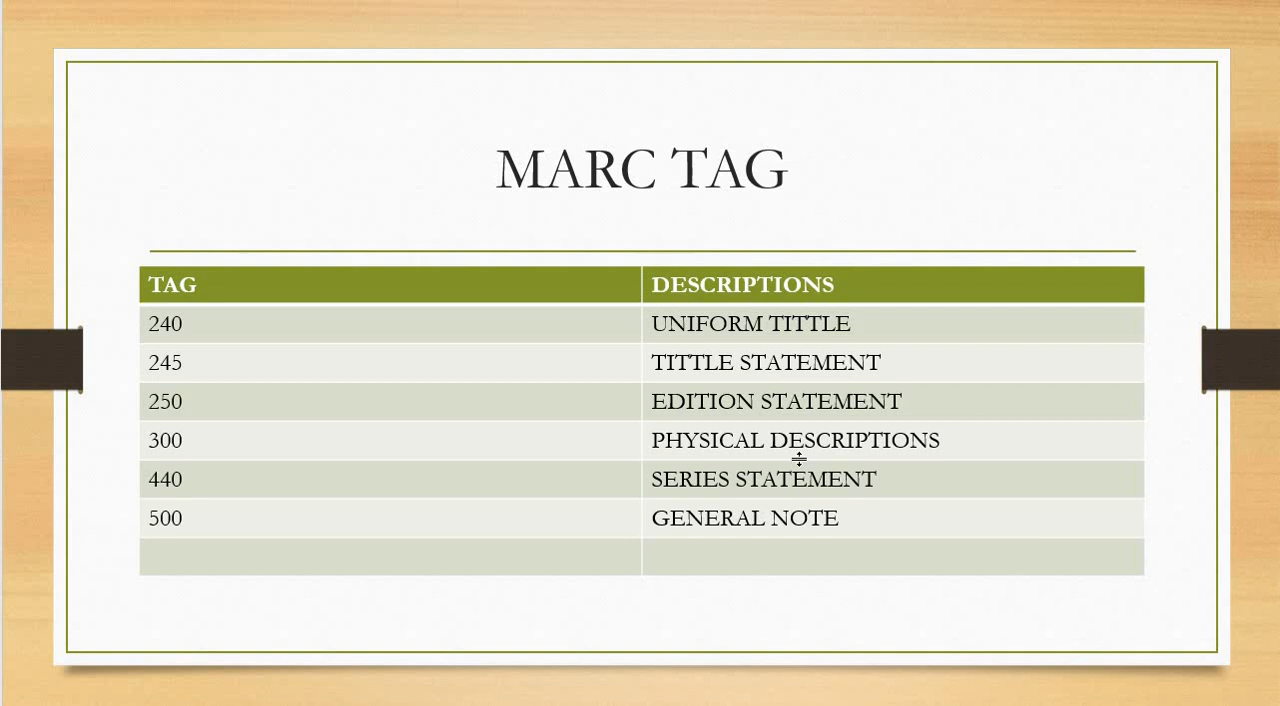 MARC TAG
TAG DESCRIPTIONS
240 UNIFORM TITTLE
245 TITTLE STATEMENT
250 EDITION STATEMENT
300 PHYSICAL DESCRIPTIONS
440 SERIES STATEMENT
500 GENERAL NOTE